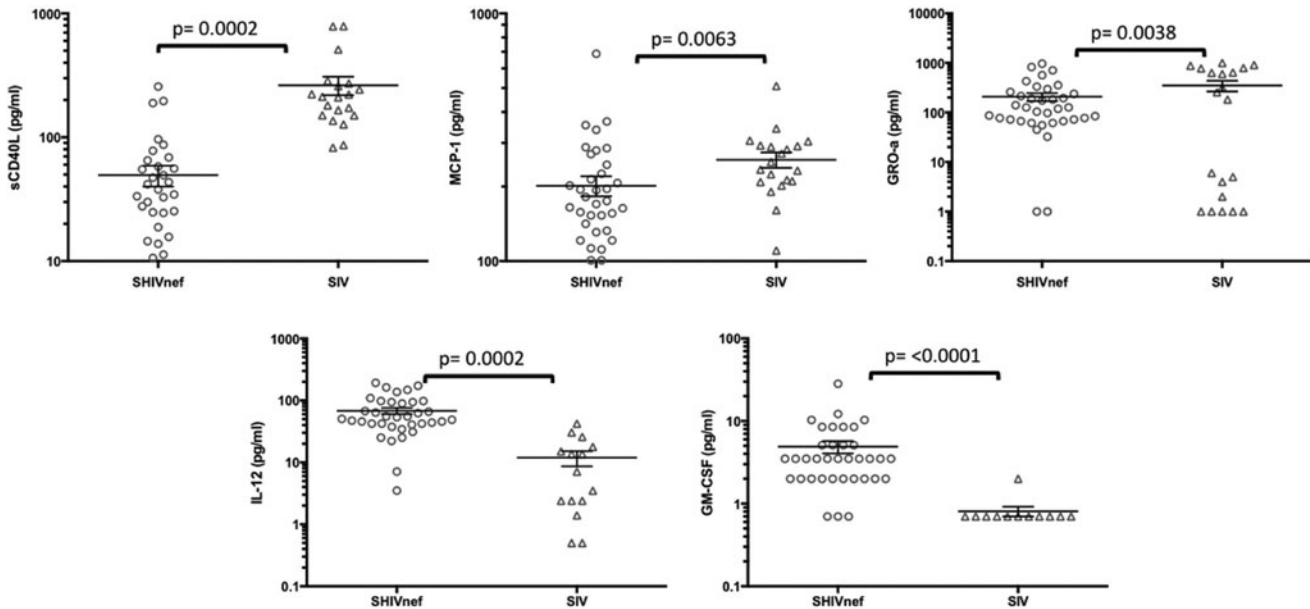 p= 0.0002
sCD40L (pg/ml)
1000
100
10
SHIVnef
SIV
p= 0.0063
MCP-1 (pg/ml)
1000
100
SHIVnef
SIV
p= 0.0038
GRO-a (pg/ml)
10000
1000
100
10
1
0.1
SHIVnef
SIV
p= 0.0002
IL-12 (pg/ml)
1000
100
10
1
0.1
SHIVnef
SIV
p= <0.0001
GM-CSF (pg/ml)
100
10
1
0.1
SHIVnef
SIV